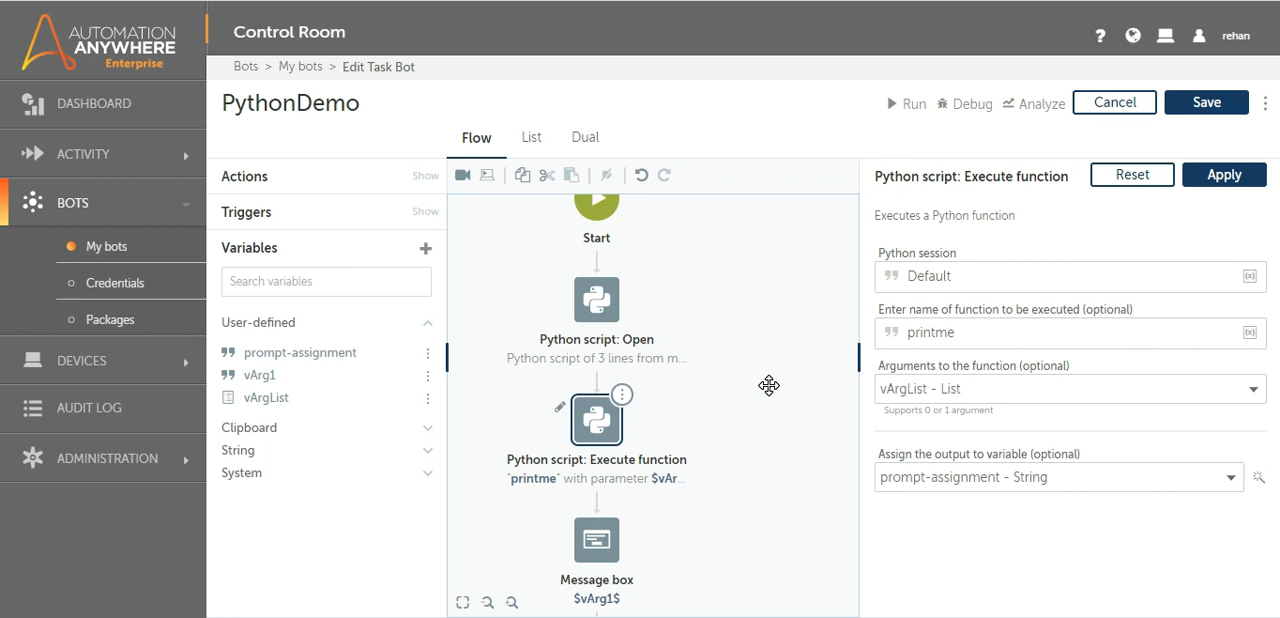 AUTOMATION
ANYWHERE
Enterprise
Control Room
? rehan
Bots > My bots > Edit Task Bot
PythonDemo
Run Debug Analyze Cancel Save
Flow List Dual
DASHBOARD
ACTIVITY
BOTS
My bots
Credentials
Packages
DEVICES
AUDIT LOG
ADMINISTRATION
Actions Show
Triggers Show
Variables +
Search variables
User-defined
prompt-assignment
vArg1
vArgList
Clipboard
String
System
Start
Python script: Open
Python script of 3 lines from m...
Python script: Execute function
"printme" with parameter $vAr...
Message box
$vArg1$
Python script: Execute function Reset Apply
Executes a Python function
Python session
Default (x)
Enter name of function to be executed (optional)
printme (x)
Arguments to the function (optional)
vArgList - List
Supports 0 or 1 argument
Assign the output to variable (optional)
prompt-assignment - String